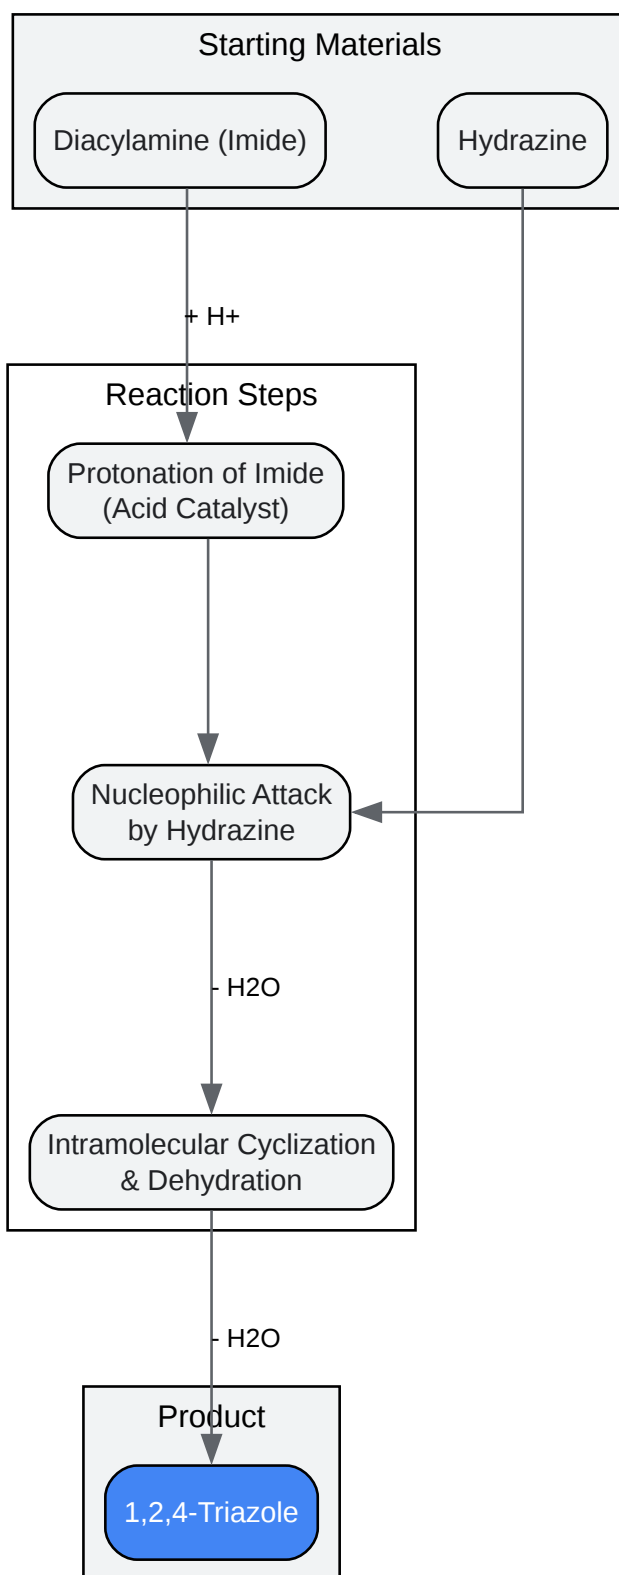 Starting Materials
Diacylamine (Imide)
Hydrazine
+ H+
Reaction Steps
Protonation of Imide
(Acid Catalyst)
Nucleophilic Attack
by Hydrazine
- H2O
Intramolecular Cyclization
& Dehydration
- H2O
Product
1,2,4-Triazole